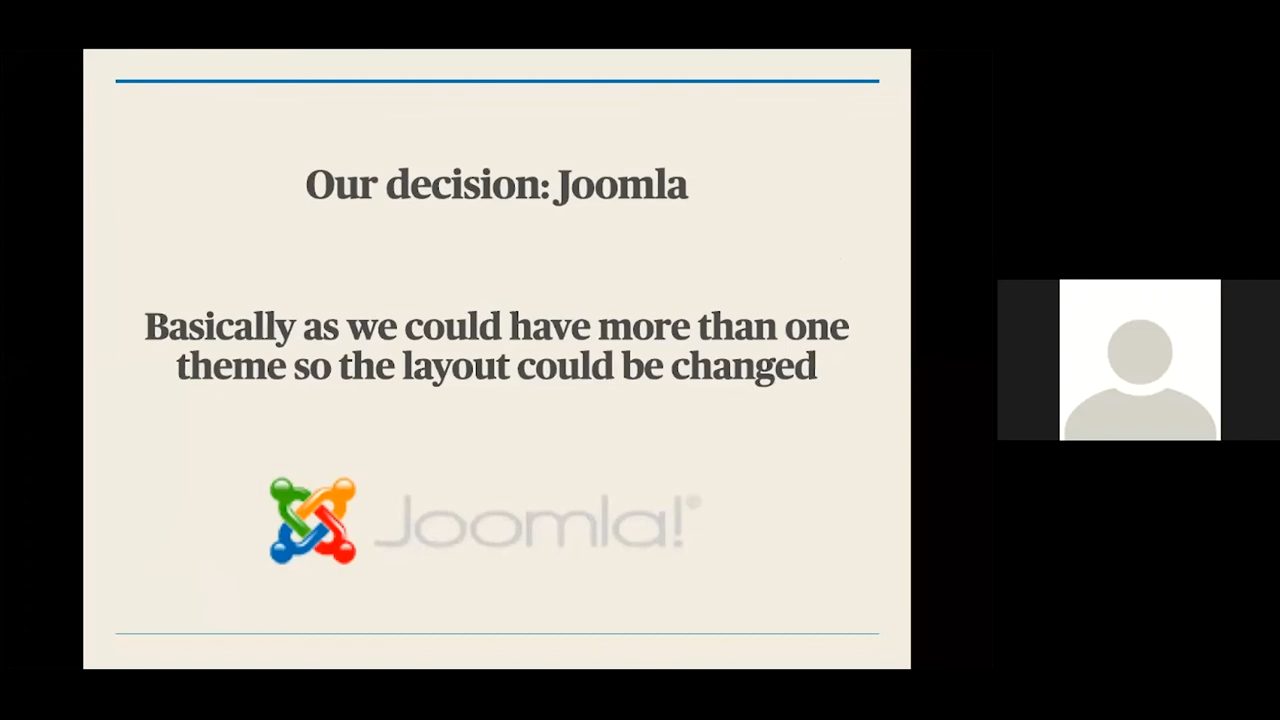 Our decision: Joomla
Basically as we could have more than one
theme so the layout could be changed
Joomla!®